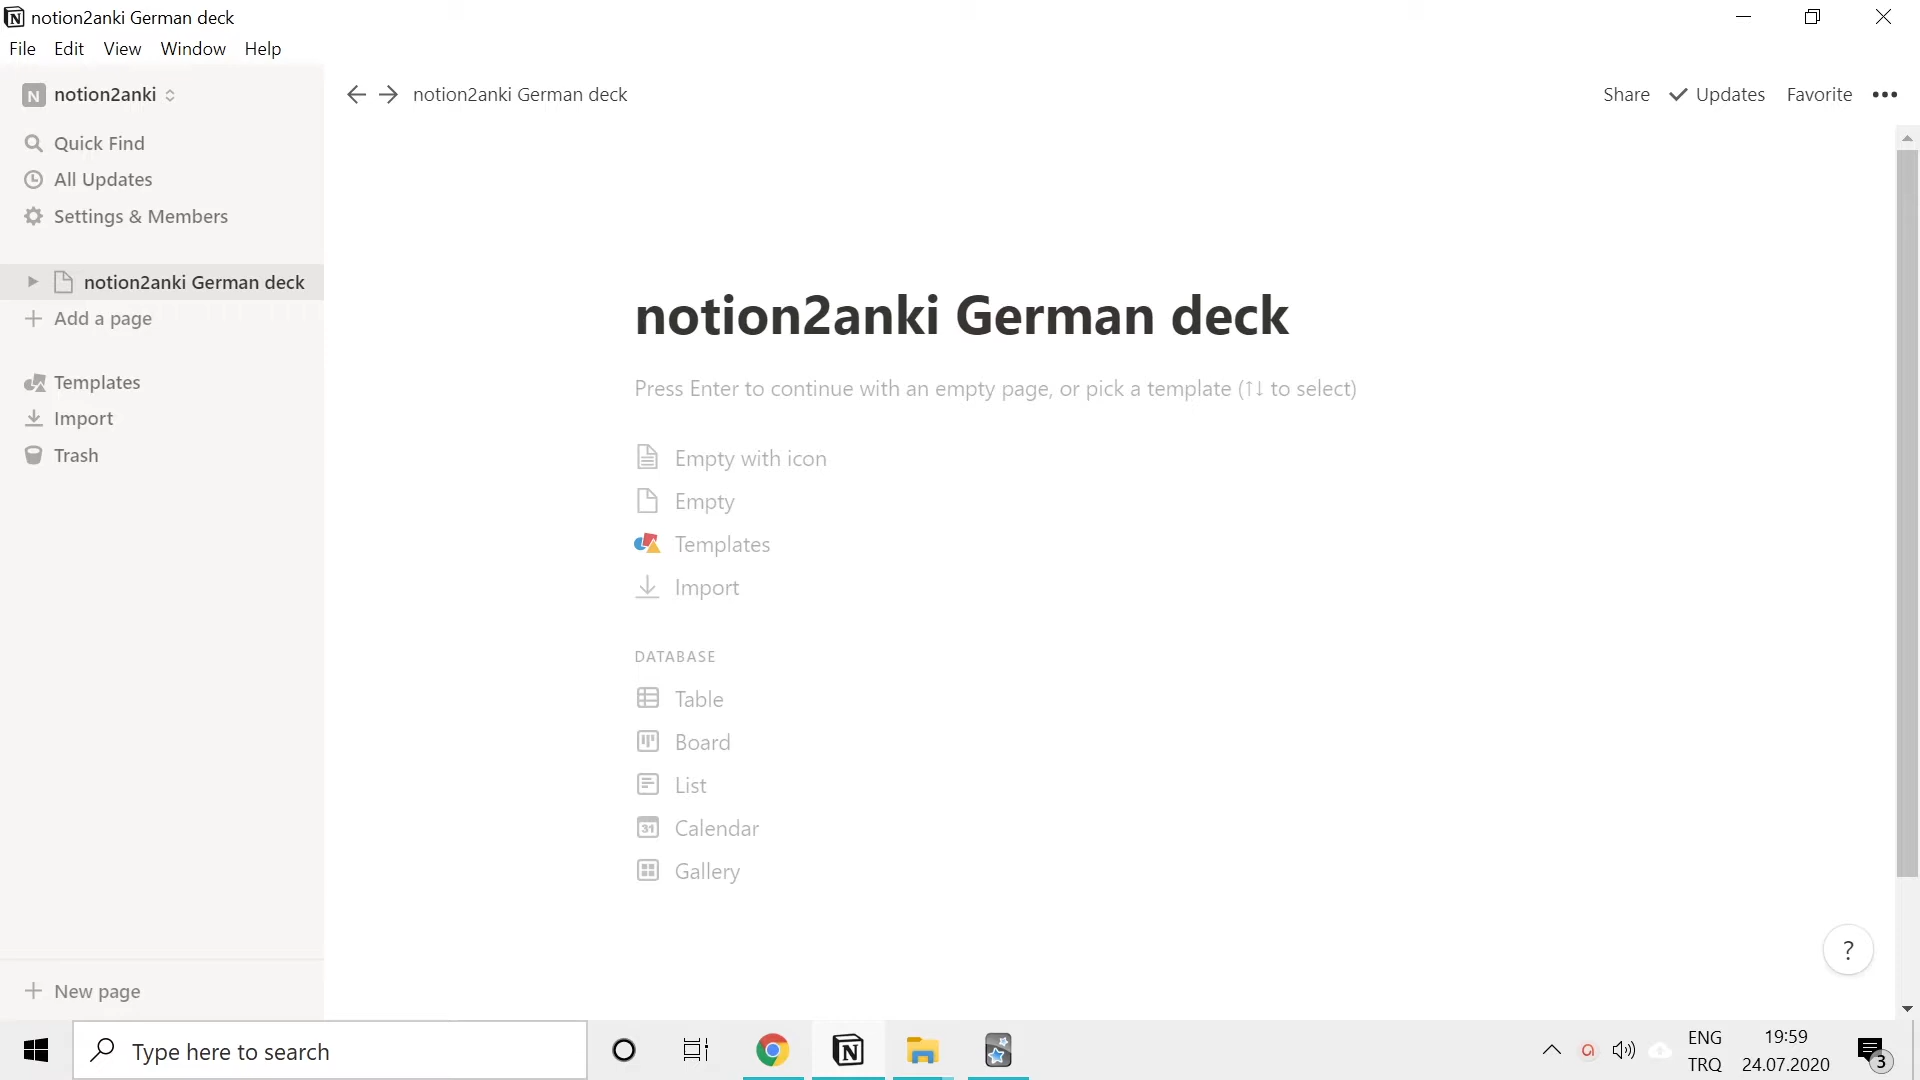 notion2anki German deck
File Edit View Window Help
N notion2anki
notion2anki German deck
Share Updates Favorite
Quick Find
All Updates
Settings & Members
notion2anki German deck
Add a page
Templates
Import
Trash
New page
notion2anki German deck
Press Enter to continue with an empty page, or pick a template (↑↓ to select)
Empty with icon
Empty
Templates
Import
DATABASE
Table
Board
List
31 Calendar
Gallery
?
Type here to search
ENG
TRQ
19:59
24.07.2020
3